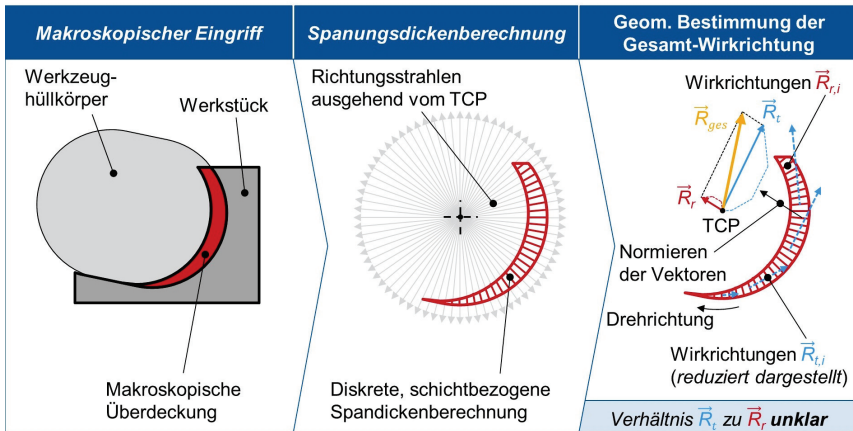 Makroskopischer Eingriff
Werkzeug-
hüllkörper
Werkstück
Makroskopische
Überdeckung
Spanungsdickenberechnung
Richtungsstrahlen
ausgehend vom TCP
Diskrete, schichtbezogene
Spandickenberechnung
Geom. Bestimmung der
Gesamt-Wirkrichtung
Wirkrichtungen R⃗r,i
R⃗ges
R⃗t
R⃗r
TCP
Normieren
der Vektoren
Drehrichtung
Wirkrichtungen R⃗t,i
(reduziert dargestellt)
Verhältnis R⃗t zu R⃗r unklar